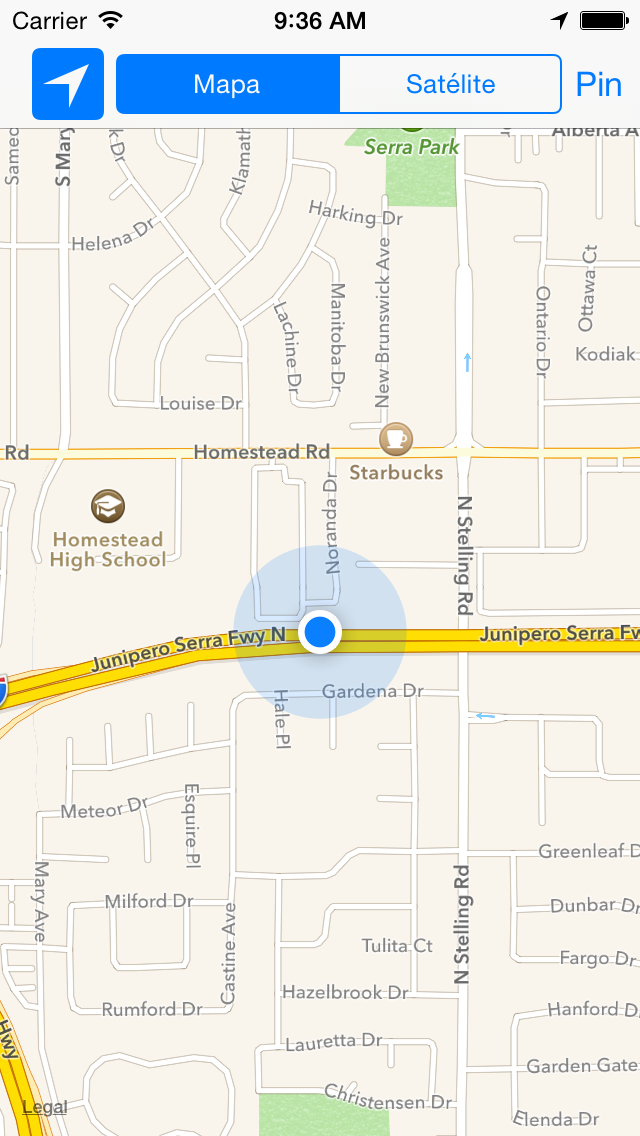 Carrier 9:36 AM
Mapa Satélite Pin
Alberta A
Serra Park
Samed
S Mary
k Dr
Klamath
Harking Dr
Helena Dr
New Brunswick Ave
Ottawa Ct
Lachine Dr
Manitoba Dr
Ontario Dr
Kodiak
Louise Dr
Rd
Homestead Rd
Starbucks
Homestead
High School
Noranda Dr
N Stelling Rd
Junipero Serra Fwy N
Junipero Serra Fw
Gardena Dr
Hale Pl
Meteor Dr
Esquire Pl
Greenleaf D
Mary Ave
Milford Dr
Castine Ave
N Stelling Rd
Dunbar Dr
Tulita Ct
Fargo Dr
Hazelbrook Dr
Rumford Dr
Hanford D
Hwy
Lauretta Dr
Garden Gate
Christensen Dr
Legal
Elenda Dr